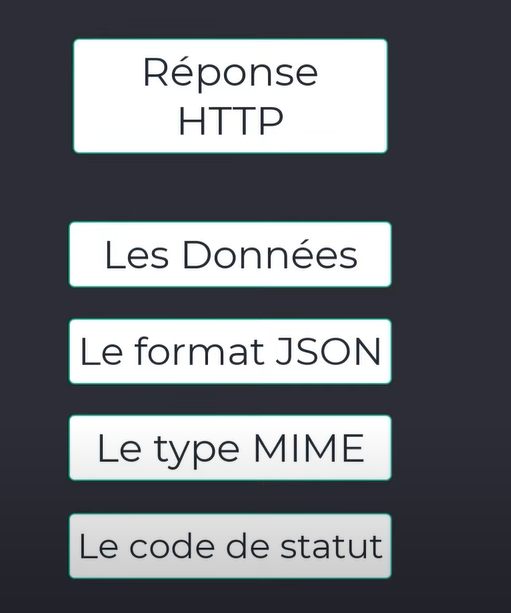 Réponse
HTTP
Les Données
Le format JSON
Le type MIME
Le code de statut